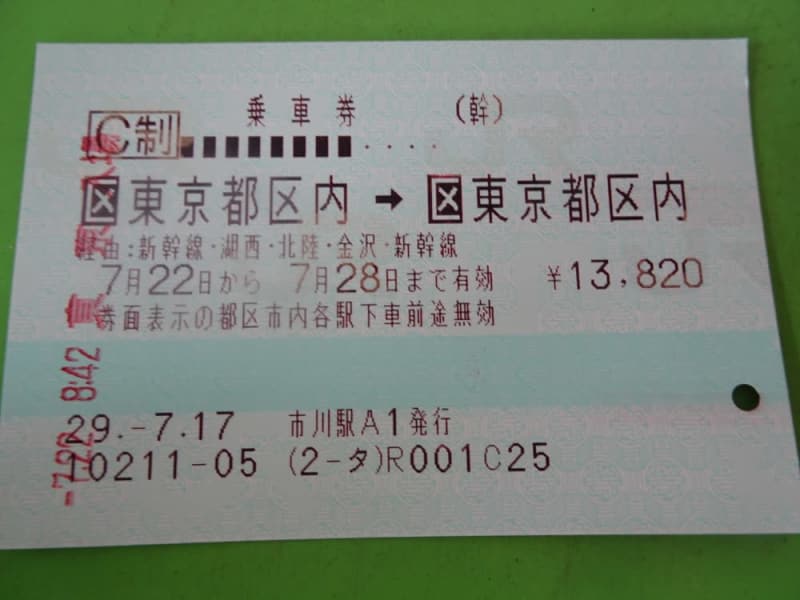 乗車券 (幹)
C制
区 東京都区内 → 区 東京都区内
経由:新幹線・湖西・北陸・金沢・新幹線
7月22日から 7月28日まで有効 ¥13,820
券面表示の都区市内各駅下車前途無効
29.-7.17 市川駅A1発行
10211-05 (2-タ)R001C25
-7.22 8:42